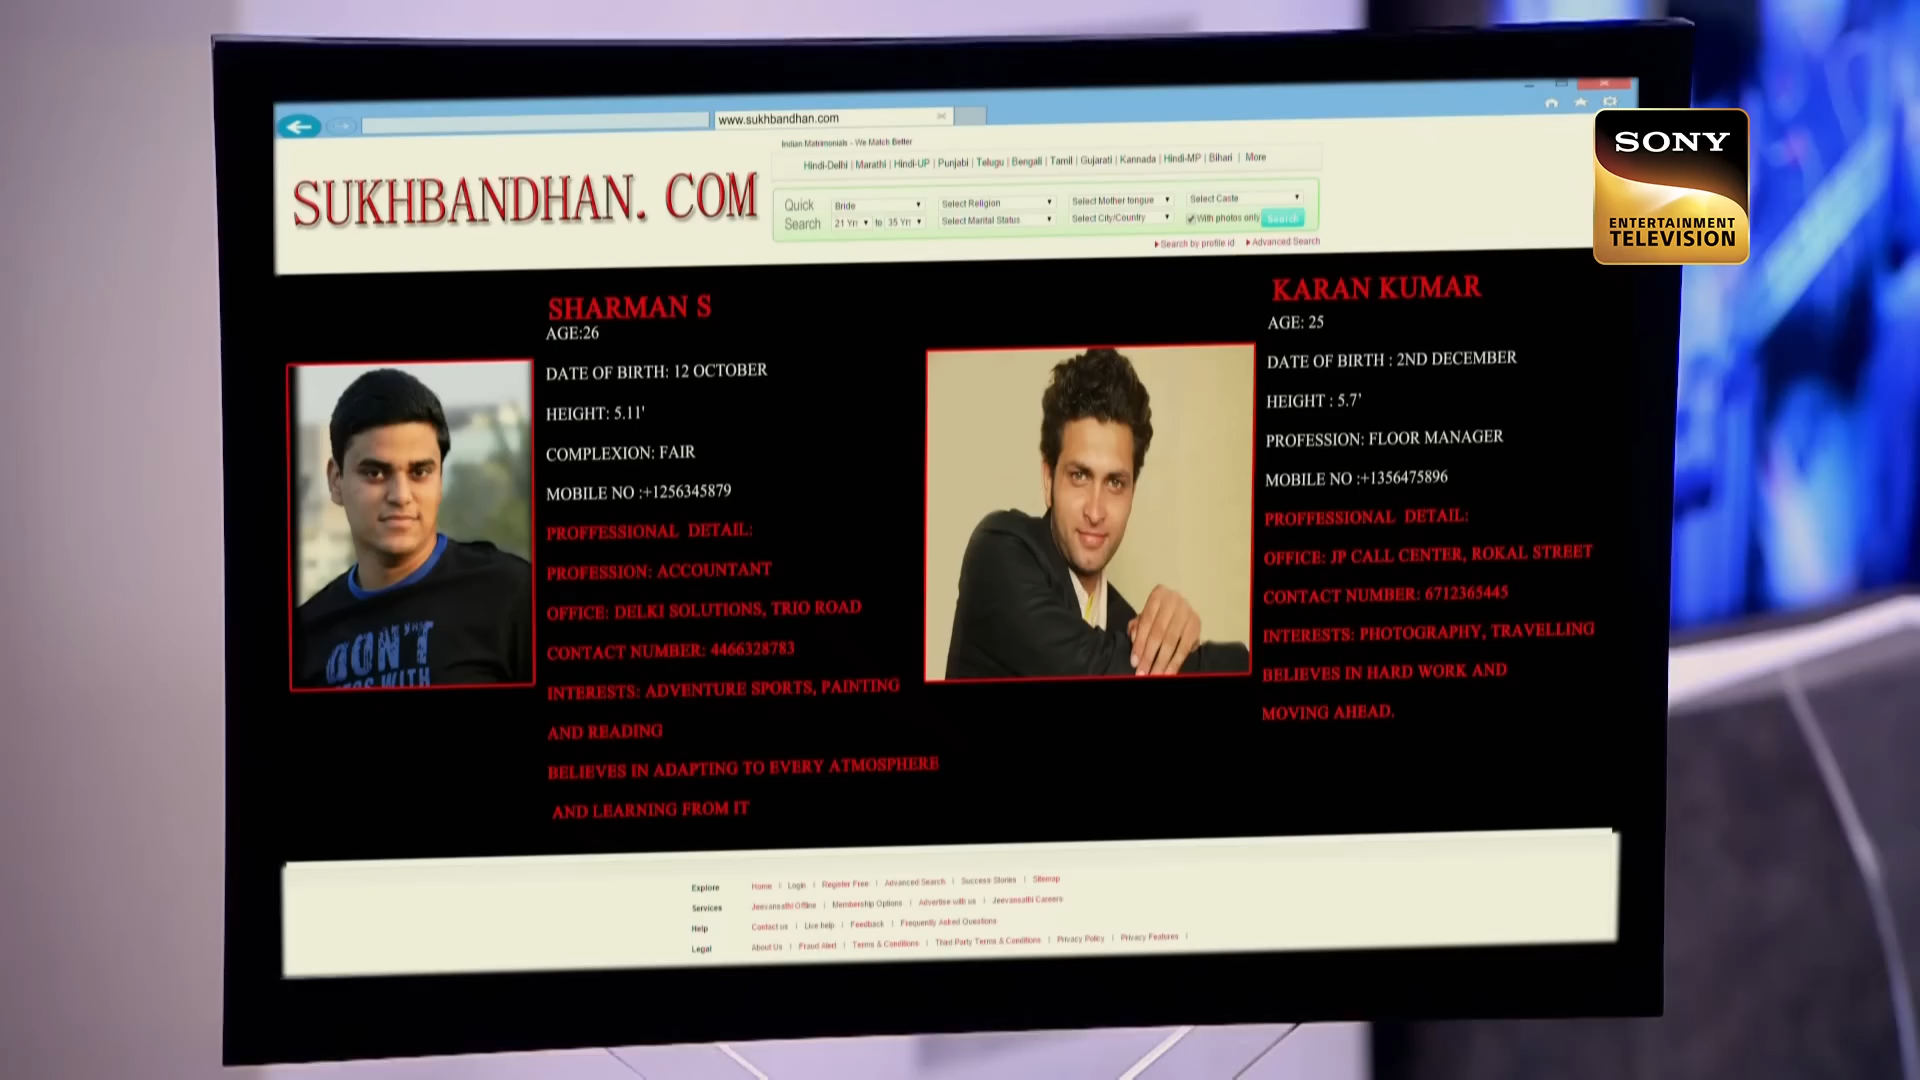 www.sukhbandhan.com
SONY
ENTERTAINMENT
TELEVISION
Indian Matrimonials - We Match Better
Hindi-Delhi | Marathi | Hindi-UP | Punjabi | Telugu | Bengali | Tamil | Gujarati | Kannada | Hindi-MP | Bihari | More
SUKHBANDHAN. COM
Quick Search
Bride
Select Religion
Select Mother tongue
Select Caste
21 Yrs to 35 Yrs
Select Marital Status
Select City/Country
With photos only
Search
Search by profile id
Advanced Search
SHARMAN S
AGE:26
DATE OF BIRTH: 12 OCTOBER
HEIGHT: 5.11'
COMPLEXION: FAIR
MOBILE NO :+1256345879
PROFFESSIONAL DETAIL:
PROFESSION: ACCOUNTANT
OFFICE: DELKI SOLUTIONS, TRIO ROAD
CONTACT NUMBER: 4466328783
INTERESTS: ADVENTURE SPORTS, PAINTING
AND READING
BELIEVES IN ADAPTING TO EVERY ATMOSPHERE
AND LEARNING FROM IT
DON'T
WITH
KARAN KUMAR
AGE: 25
DATE OF BIRTH : 2ND DECEMBER
HEIGHT : 5.7'
PROFESSION: FLOOR MANAGER
MOBILE NO :+1356475896
PROFFESSIONAL DETAIL:
OFFICE: JP CALL CENTER, ROKAL STREET
CONTACT NUMBER: 6712365445
INTERESTS: PHOTOGRAPHY, TRAVELLING
BELIEVES IN HARD WORK AND
MOVING AHEAD.
Explore Home | Login | Register Free | Advanced Search | Success Stories | Sitemap
Services Jeevansathi Offline | Membership Options | Advertise with us | Jeevansathi Careers
Help Contact us | Live help | Feedback | Frequently Asked Questions
Legal About Us | Fraud Alert | Terms & Conditions | Third Party Terms & Conditions | Privacy Policy | Privacy Features |